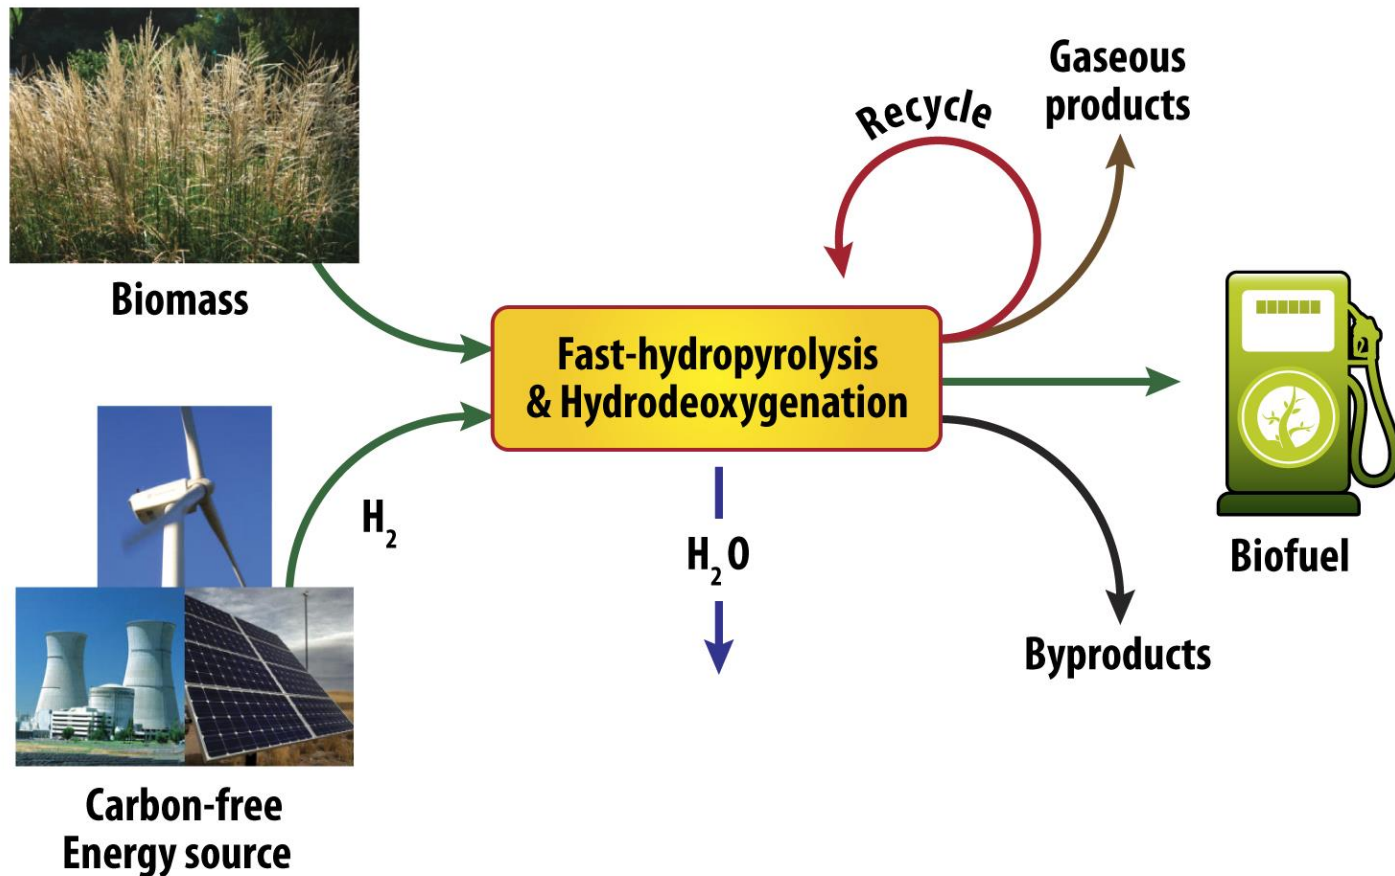 Biomass
Carbon-free
Energy source
H₂
Fast-hydropyrolysis
& Hydrodeoxygenation
H₂O
Recycle
Gaseous
products
Biofuel
Byproducts